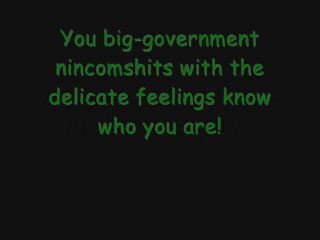 You big-government
nincomshits with the
delicate feelings know
who you are!